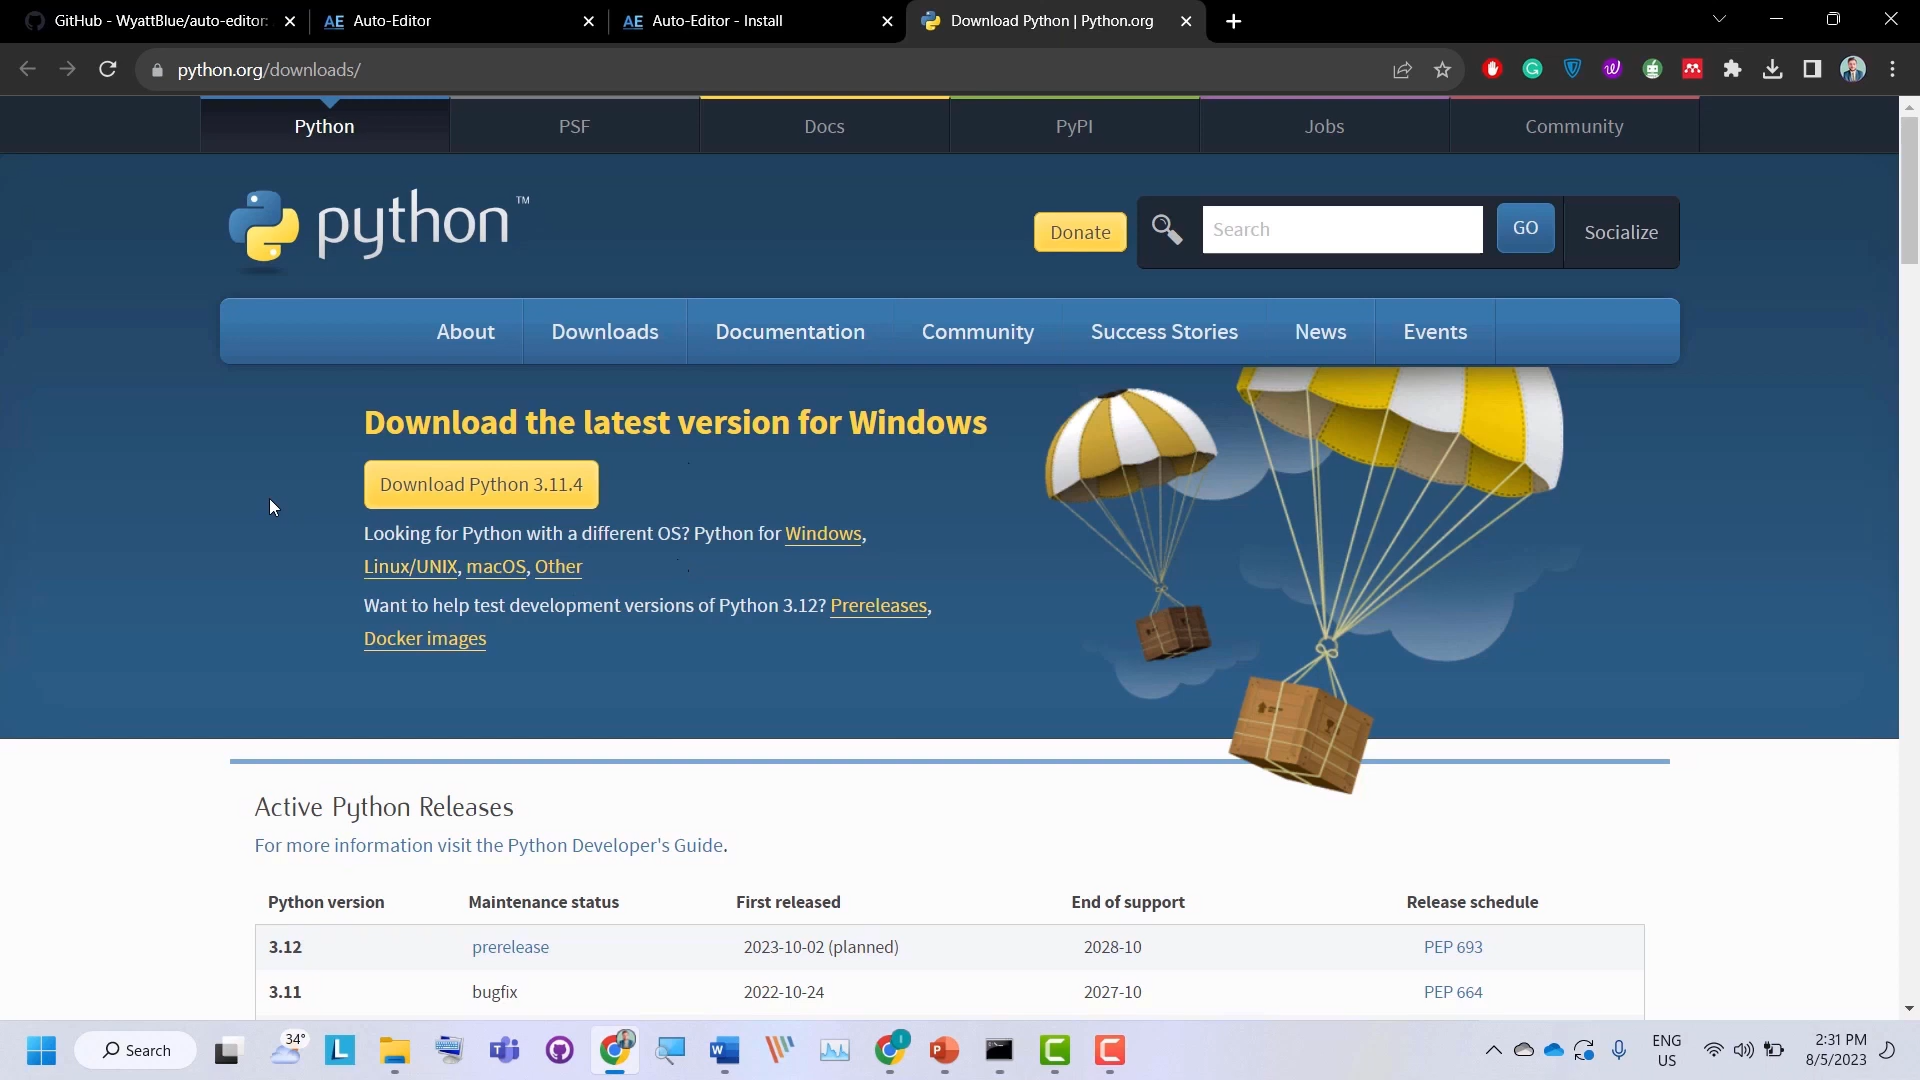 GitHub - WyattBlue/auto-editor:
AE Auto-Editor
AE Auto-Editor - Install
Download Python | Python.org
python.org/downloads/
Python
PSF
Docs
PyPI
Jobs
Community
python™
Donate
Search
GO
Socialize
About
Downloads
Documentation
Community
Success Stories
News
Events
Download the latest version for Windows
Download Python 3.11.4
Looking for Python with a different OS? Python for Windows,
Linux/UNIX, macOS, Other
Want to help test development versions of Python 3.12? Prereleases,
Docker images
Active Python Releases
For more information visit the Python Developer's Guide.
Python version Maintenance status First released End of support Release schedule
3.12 prerelease 2023-10-02 (planned) 2028-10 PEP 693
3.11 bugfix 2022-10-24 2027-10 PEP 664
Search
34°
ENG
US
2:31 PM
8/5/2023